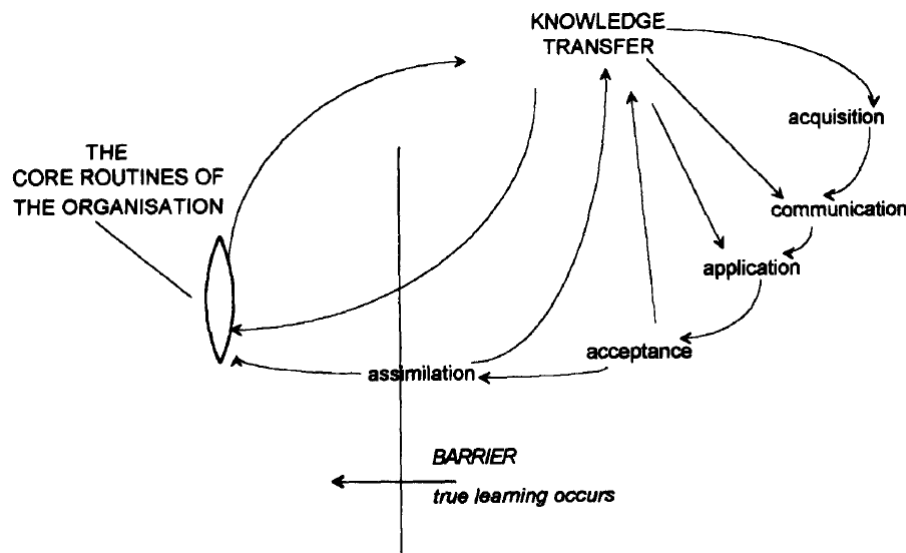 KNOWLEDGE
TRANSFER
acquisition
THE
CORE ROUTINES OF
THE ORGANISATION
communication
application
acceptance
assimilation
BARRIER
true learning occurs